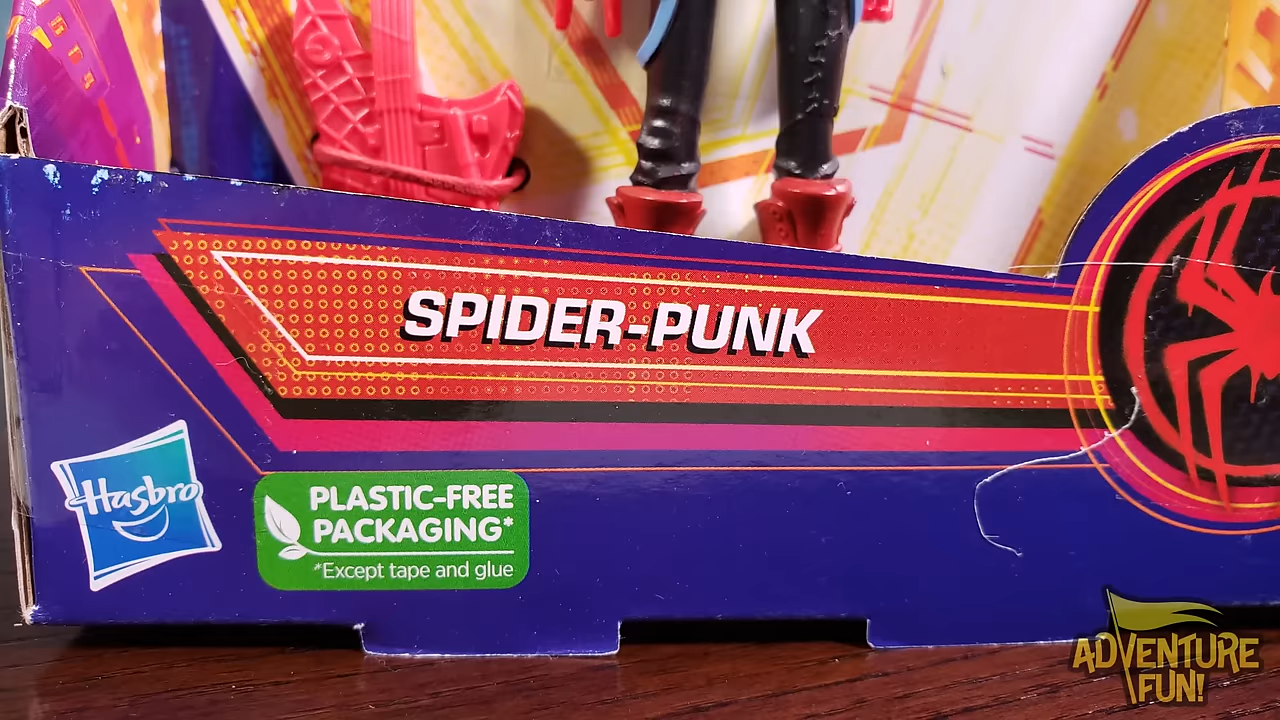 SPIDER-PUNK
Hasbro
PLASTIC-FREE
PACKAGING*
*Except tape and glue
ADVENTURE
FUN!